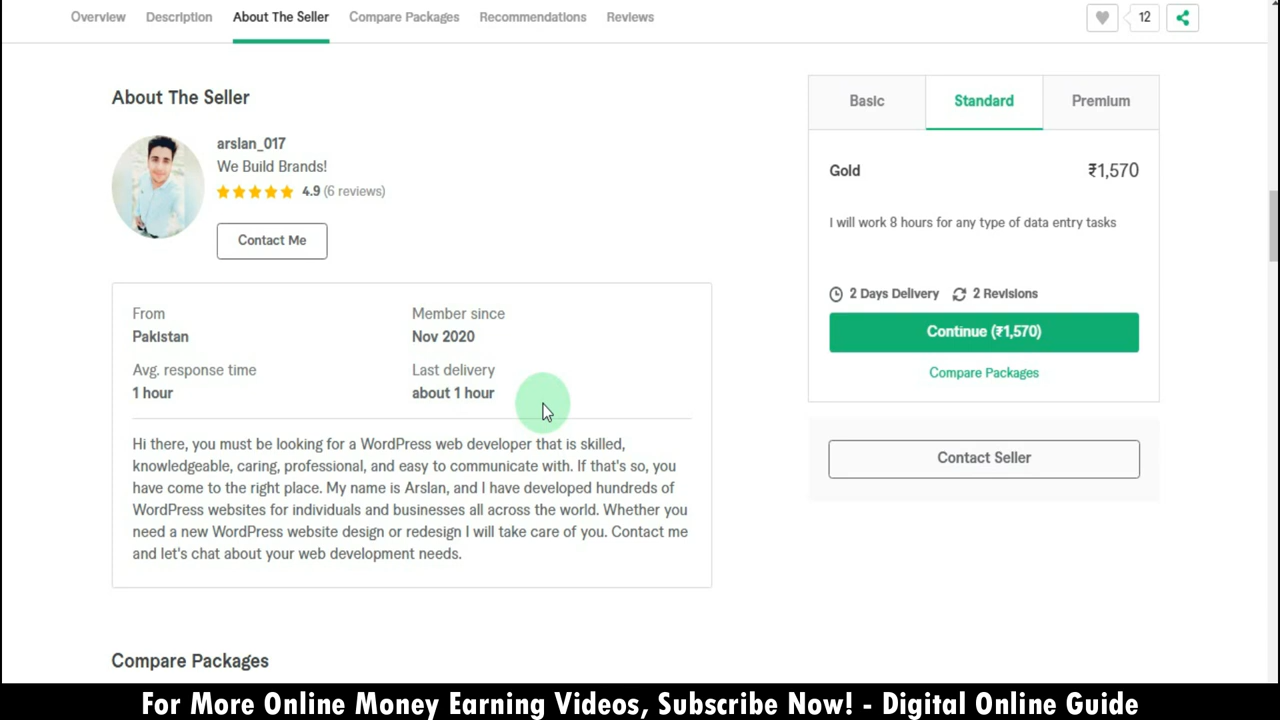 Overview Description About The Seller Compare Packages Recommendations Reviews 12
About The Seller
arslan_017
We Build Brands!
4.9 (6 reviews)
Contact Me
From
Pakistan
Member since
Nov 2020
Avg. response time
1 hour
Last delivery
about 1 hour
Hi there, you must be looking for a WordPress web developer that is skilled,
knowledgeable, caring, professional, and easy to communicate with. If that's so, you
have come to the right place. My name is Arslan, and I have developed hundreds of
WordPress websites for individuals and businesses all across the world. Whether you
need a new WordPress website design or redesign I will take care of you. Contact me
and let's chat about your web development needs.
Basic Standard Premium
Gold ₹1,570
I will work 8 hours for any type of data entry tasks
2 Days Delivery 2 Revisions
Continue (₹1,570)
Compare Packages
Contact Seller
Compare Packages
For More Online Money Earning Videos, Subscribe Now! - Digital Online Guide